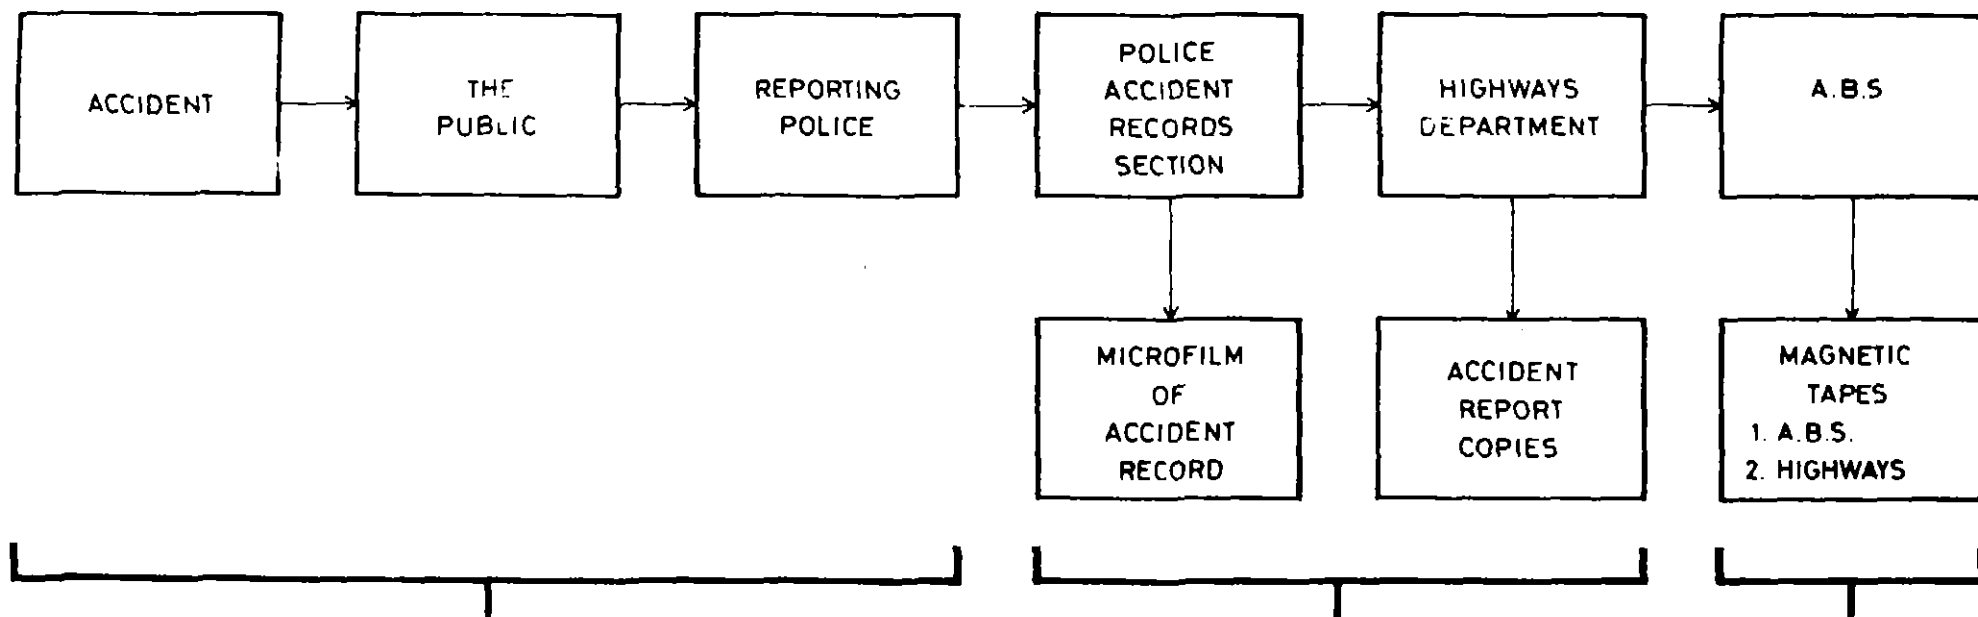 ACCIDENT
THE
PUBLIC
REPORTING
POLICE
POLICE
ACCIDENT
RECORDS
SECTION
HIGHWAYS
DEPARTMENT
A.B.S
MICROFILM
OF
ACCIDENT
RECORD
ACCIDENT
REPORT
COPIES
MAGNETIC
TAPES
1. A.B.S.
2. HIGHWAYS